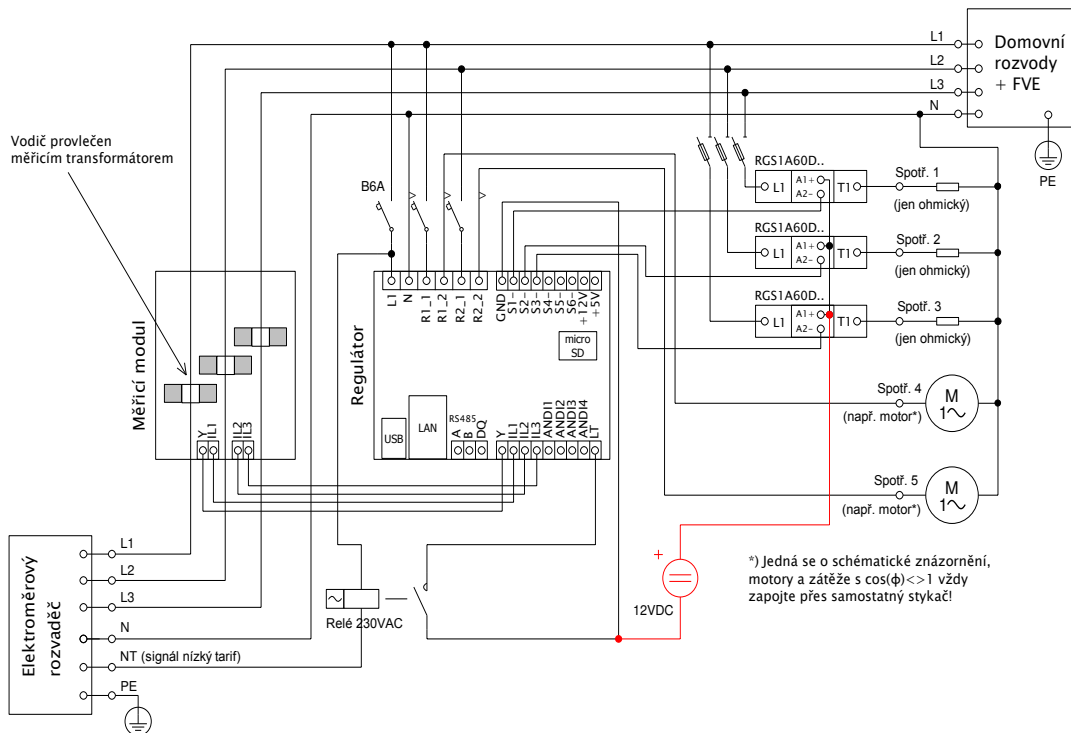 L1
L2
L3
N
Domovní
rozvody
+ FVE
PE
Vodič provlečen
měřicím transformátorem
B6A
RGS1A60D..
L1
A1+
A2-
T1
Spotř. 1
(jen ohmický)
RGS1A60D..
L1
A1+
A2-
T1
Spotř. 2
(jen ohmický)
RGS1A60D..
L1
A1+
A2-
T1
Spotř. 3
(jen ohmický)
Měřicí modul
Y
IL1
IL2
IL3
Regulátor
L1
N
R1_1
R1_2
R2_1
R2_2
GND
S1-
S2-
S3-
S4-
S5-
S6-
+12V
+5V
micro
SD
USB
LAN
RS485
A
B
DQ
Y
IL1
IL2
IL3
ANDI1
ANDI2
ANDI3
ANDI4
LT
Spotř. 4
(např. motor*)
M
1~
Spotř. 5
(např. motor*)
M
1~
Elektroměrový
rozvaděč
L1
L2
L3
N
NT (signál nízký tarif)
PE
~
Relé 230VAC
+
12VDC
*) Jedná se o schématické znázornění,
motory a zátěže s cos(ϕ)<>1 vždy
zapojte přes samostatný stykač!